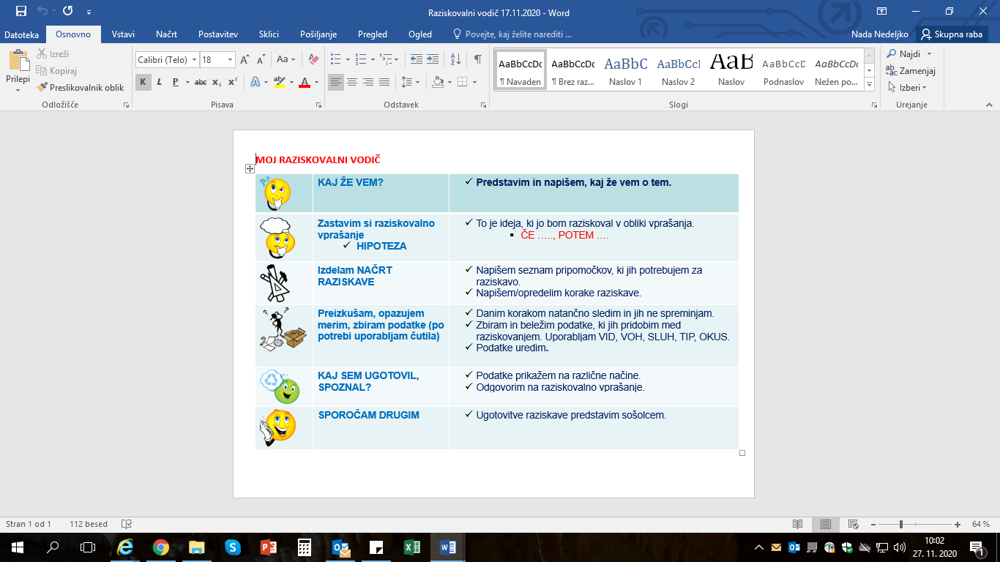 Raziskovalni vodič 17.11.2020 - Word
Datoteka Osnovno Vstavi Načrt Postavitev Sklici Pošiljanje Pregled Ogled Povejte, kaj želite narediti ... Nada Nedeljko Skupna raba
Prilepi
Izreži
Kopiraj
Preslikovalnik oblik
Odložišče
Calibri (Telo) 18
K L P abc x₂ x²
Pisava
Odstavek
AaBbCcDc AaBbCcDc AaBbC AaBbCcI AaB AaBbCcD AaBbCcDc
¶ Navaden ¶ Brez raz... Naslov 1 Naslov 2 Naslov Podnaslov Nežen po...
Slogi
Najdi
Zamenjaj
Izberi
Urejanje
MOJ RAZISKOVALNI VODIČ
KAJ ŽE VEM?
Predstavim in napišem, kaj že vem o tem.
Zastavim si raziskovalno
vprašanje
HIPOTEZA
To je ideja, ki jo bom raziskoval v obliki vprašanja.
ČE ....., POTEM ....
Izdelam NAČRT
RAZISKAVE
Napišem seznam pripomočkov, ki jih potrebujem za
raziskavo.
Napišem/opredelim korake raziskave.
Preizkušam, opazujem
merim, zbiram podatke (po
potrebi uporabljam čutila)
Danim korakom natančno sledim in jih ne spreminjam.
Zbiram in beležim podatke, ki jih pridobim med
raziskovanjem. Uporabljam VID, VOH, SLUH, TIP, OKUS.
Podatke uredim.
KAJ SEM UGOTOVIL,
SPOZNAL?
Podatke prikažem na različne načine.
Odgovorim na raziskovalno vprašanje.
SPOROČAM DRUGIM
Ugotovitve raziskave predstavim sošolcem.
Stran 1 od 1 112 besed 64 %
10:02
27. 11. 2020